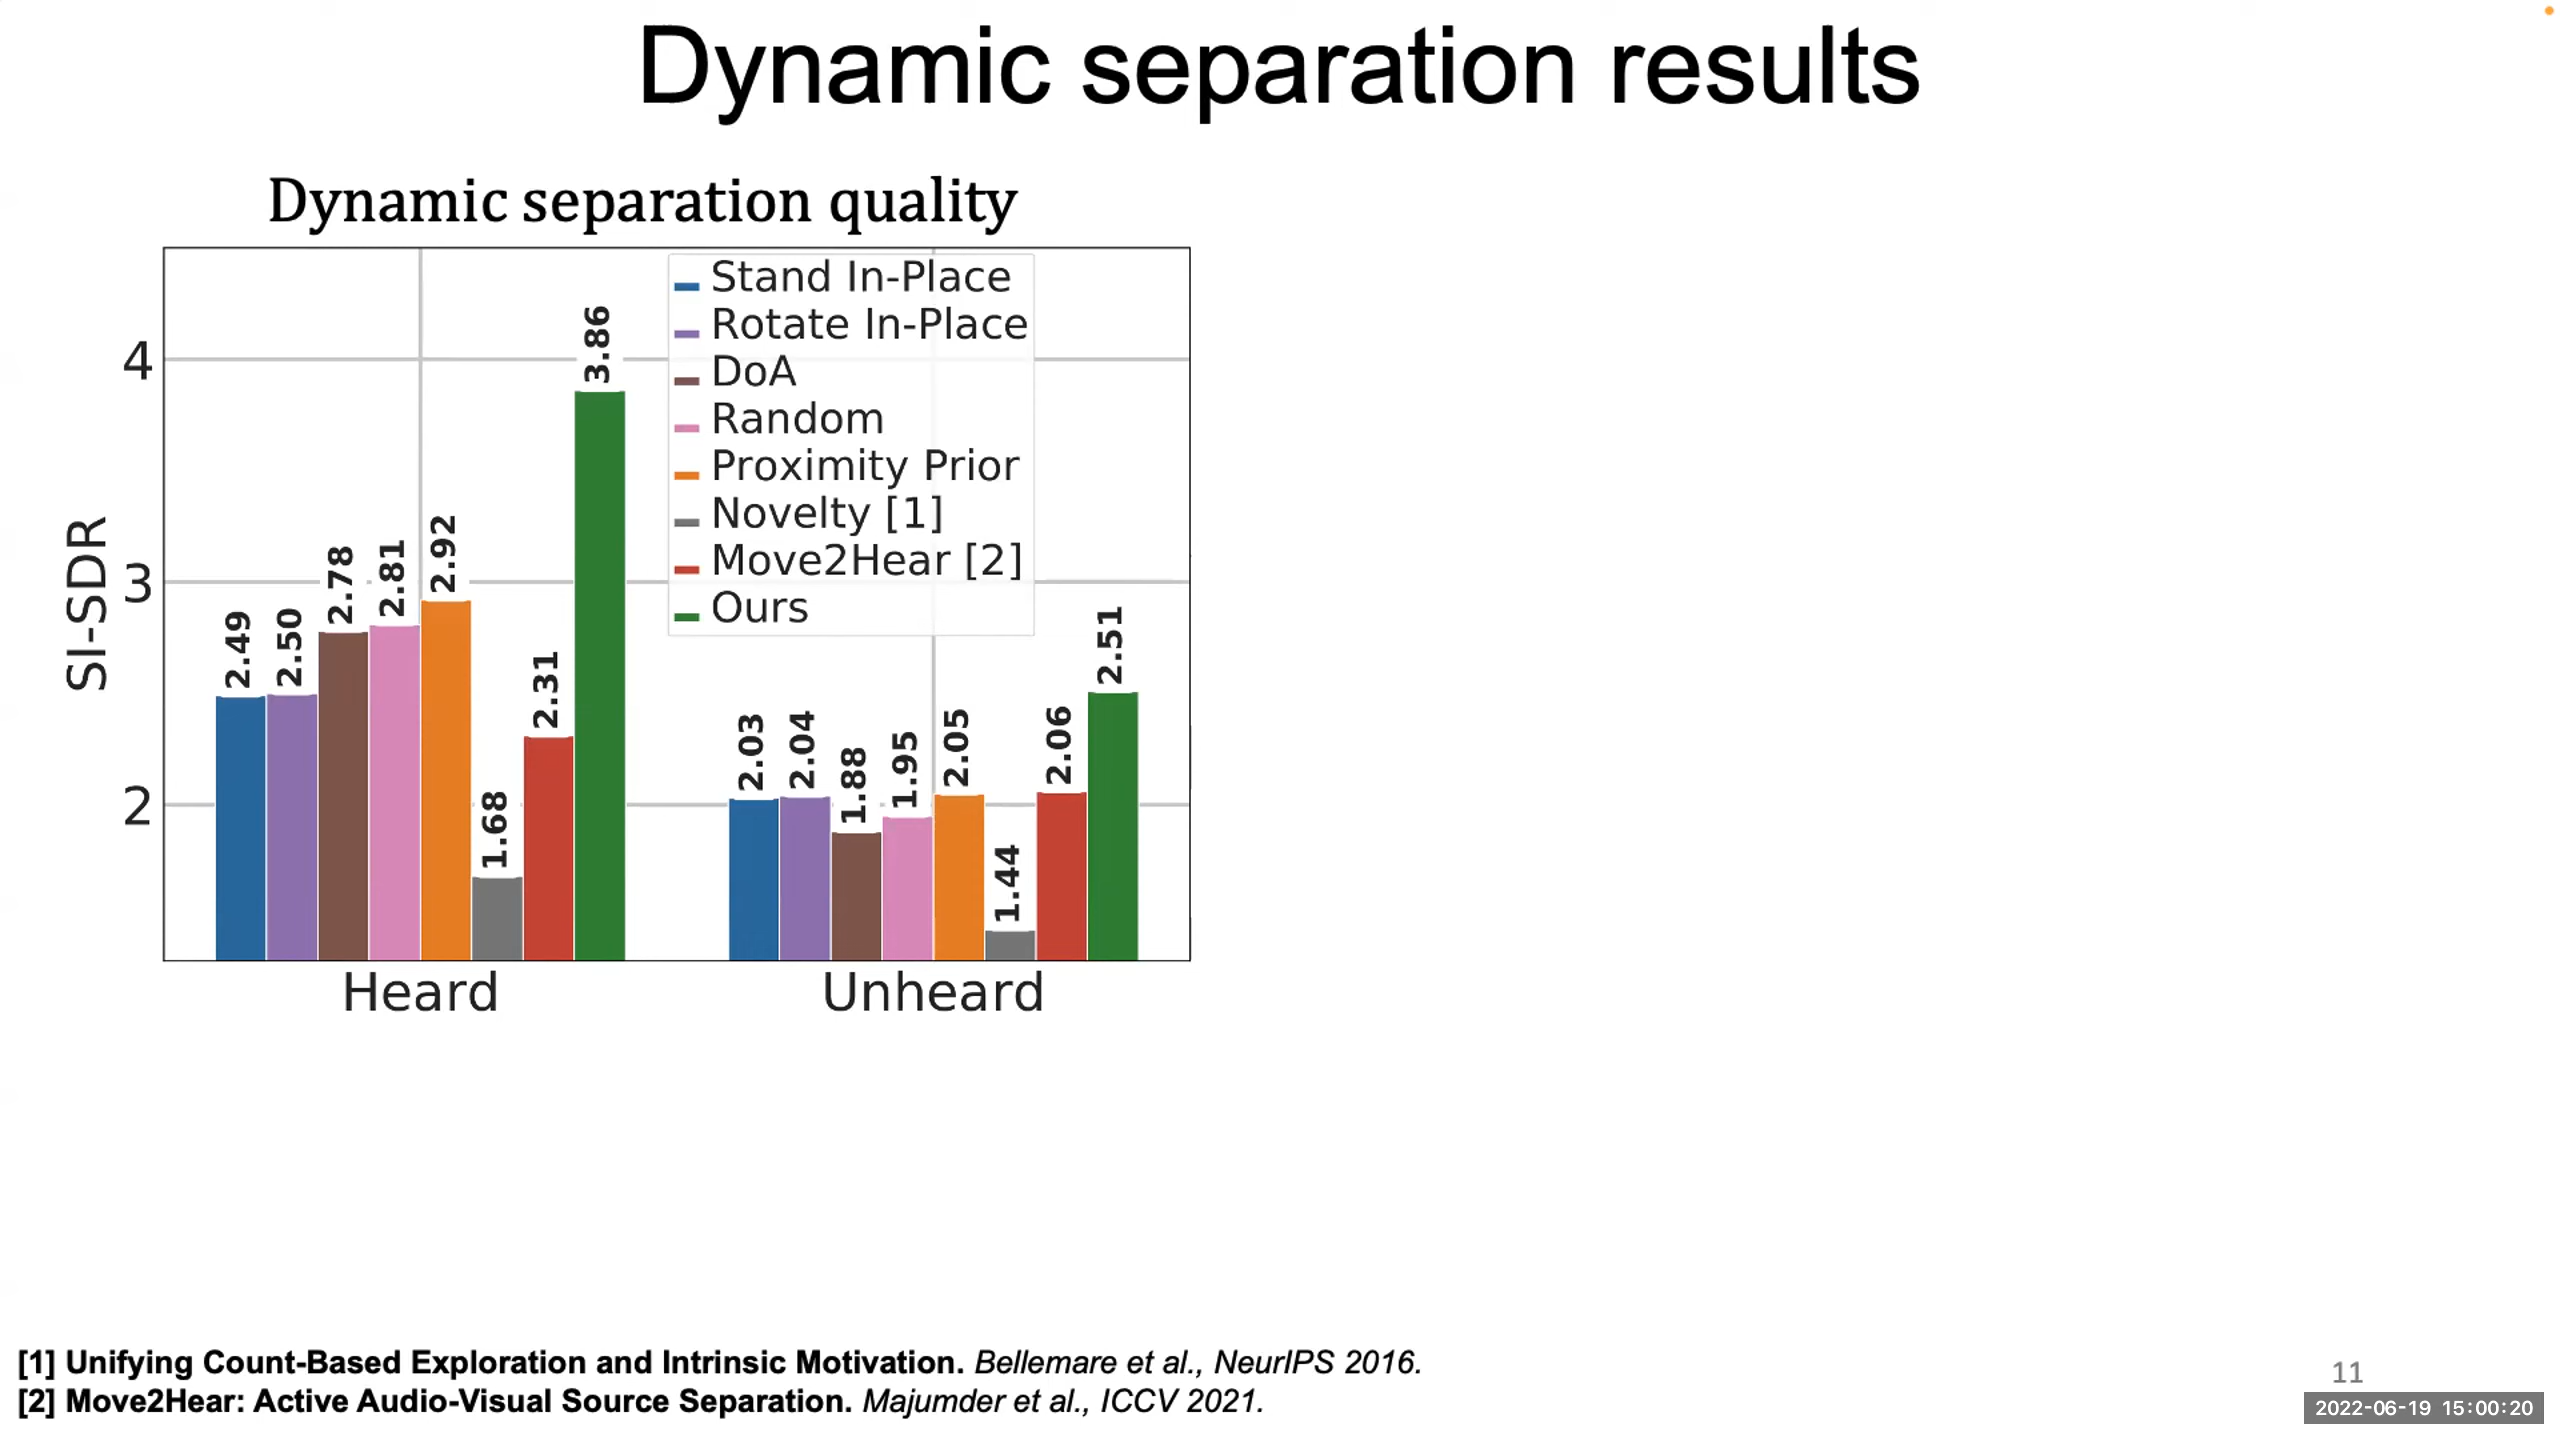 Dynamic separation results
Dynamic separation quality
Stand In-Place
Rotate In-Place
DoA
Random
Proximity Prior
Novelty [1]
Move2Hear [2]
Ours
SI-SDR
4
3
2
2.49
2.50
2.78
2.81
2.92
1.68
2.31
3.86
2.03
2.04
1.88
1.95
2.05
1.44
2.06
2.51
Heard
Unheard
[1] Unifying Count-Based Exploration and Intrinsic Motivation. Bellemare et al., NeurIPS 2016.
[2] Move2Hear: Active Audio-Visual Source Separation. Majumder et al., ICCV 2021.
11
2022-06-19 15:00:20